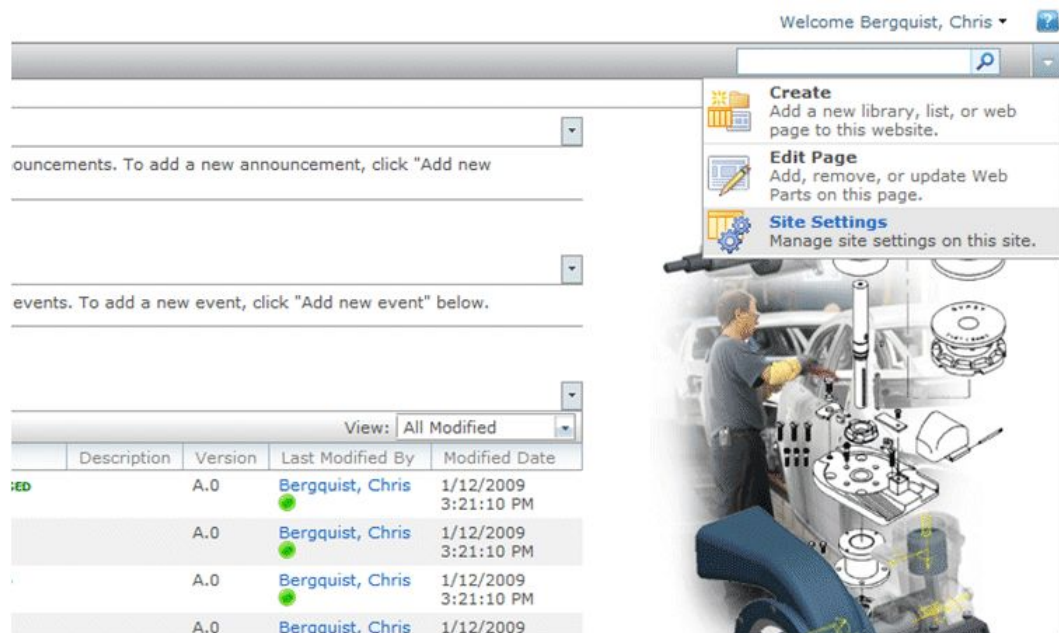 Welcome Bergquist, Chris
Create
Add a new library, list, or web
page to this website.
Edit Page
Add, remove, or update Web
Parts on this page.
Site Settings
Manage site settings on this site.
ouncements. To add a new announcement, click "Add new
events. To add a new event, click "Add new event" below.
View: All Modified
Description Version Last Modified By Modified Date
SED A.0 Bergquist, Chris 1/12/2009
3:21:10 PM
A.0 Bergquist, Chris 1/12/2009
3:21:10 PM
A.0 Bergquist, Chris 1/12/2009
3:21:10 PM
A.0 Bergquist, Chris 1/12/2009